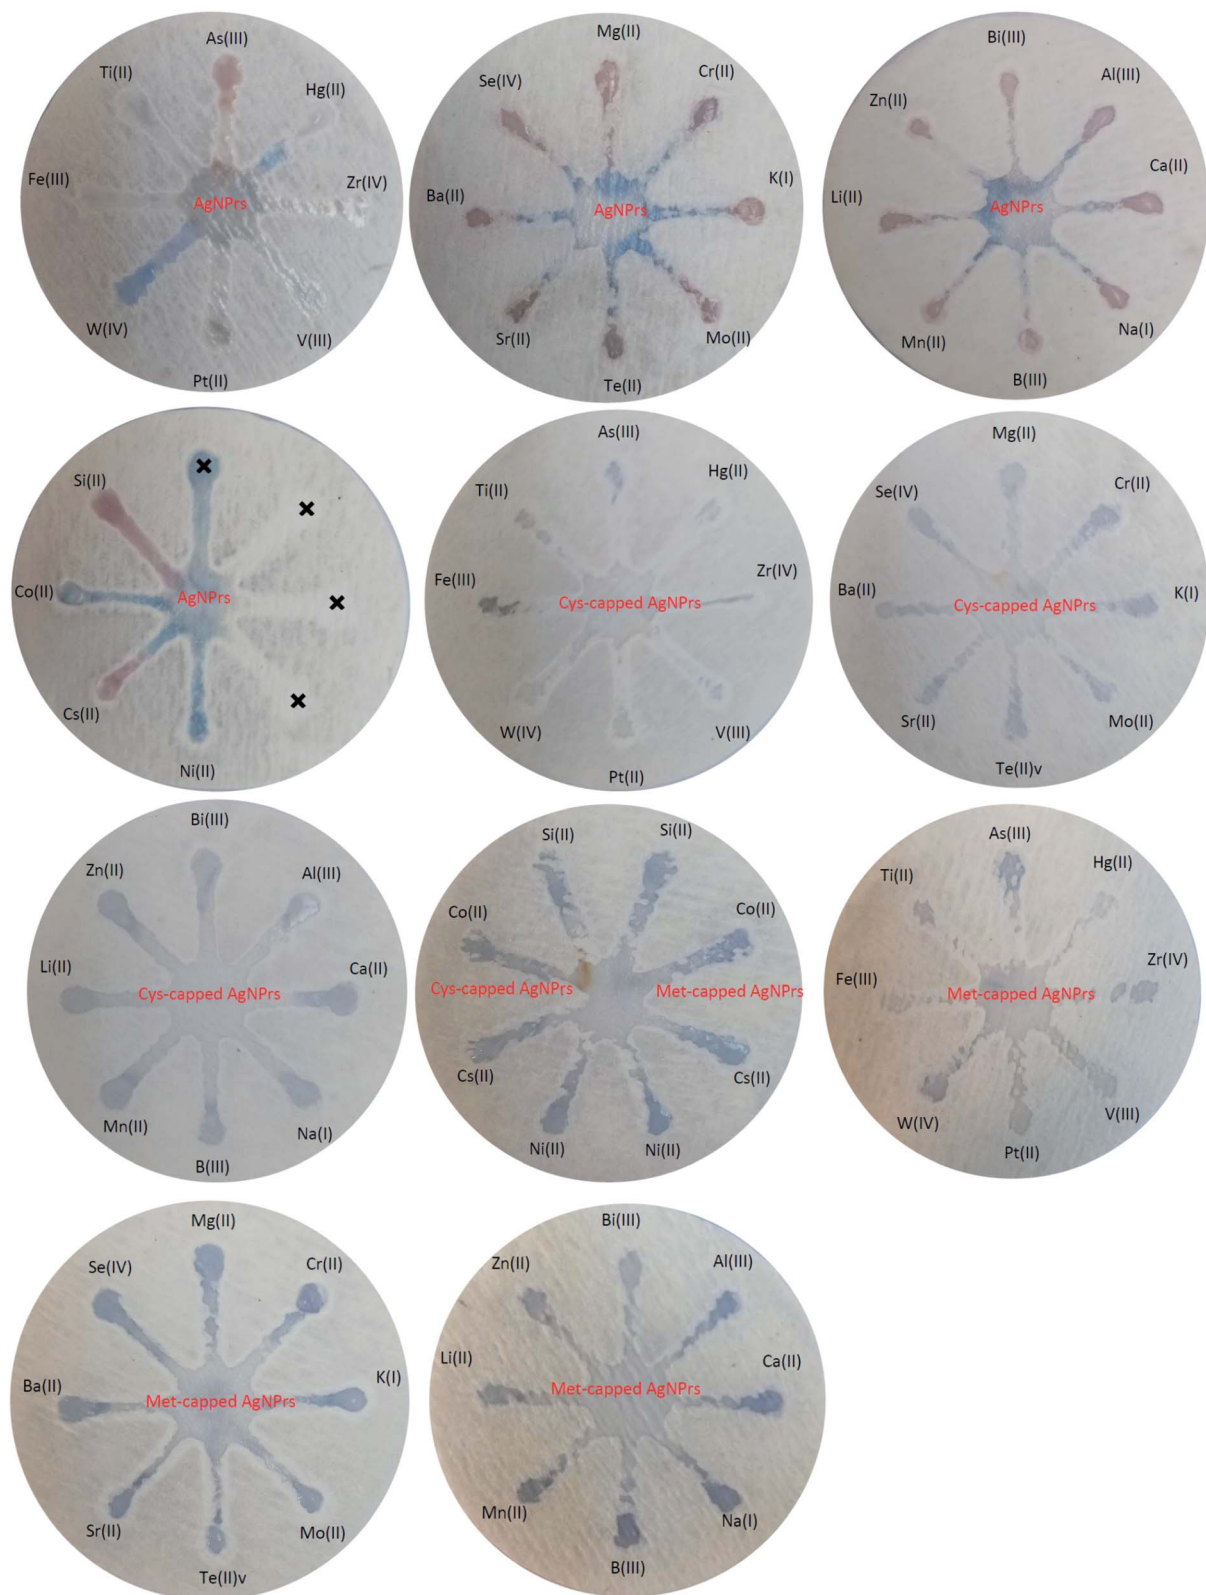 As(III)
Ti(II)
Hg(II)
Fe(III)
Zr(IV)
AgNPrs
W(IV)
V(III)
Pt(II)
Mg(II)
Se(IV)
Cr(II)
Ba(II)
K(I)
AgNPrs
Sr(II)
Mo(II)
Te(II)
Bi(III)
Zn(II)
Al(III)
Ca(II)
Li(II)
AgNPrs
Mn(II)
Na(I)
B(III)
Si(II)
Co(II)
AgNPrs
Cs(II)
Ni(II)
As(III)
Hg(II)
Ti(II)
Fe(III)
Zr(IV)
Cys-capped AgNPrs
W(IV)
V(III)
Pt(II)
Mg(II)
Se(IV)
Cr(II)
Ba(II)
K(I)
Cys-capped AgNPrs
Sr(II)
Mo(II)
Te(II)v
Bi(III)
Zn(II)
Al(III)
Li(II)
Cys-capped AgNPrs
Ca(II)
Mn(II)
Na(I)
B(III)
Si(II)
Si(II)
Co(II)
Co(II)
Cys-capped AgNPrs
Met-capped AgNPrs
Cs(II)
Cs(II)
Ni(II)
Ni(II)
As(III)
Hg(II)
Ti(II)
Zr(IV)
Fe(III)
Met-capped AgNPrs
W(IV)
V(III)
Pt(II)
Mg(II)
Se(IV)
Cr(II)
Ba(II)
K(I)
Met-capped AgNPrs
Sr(II)
Mo(II)
Te(II)v
Bi(III)
Zn(II)
Al(III)
Li(II)
Ca(II)
Met-capped AgNPrs
Mn(II)
Na(I)
B(III)